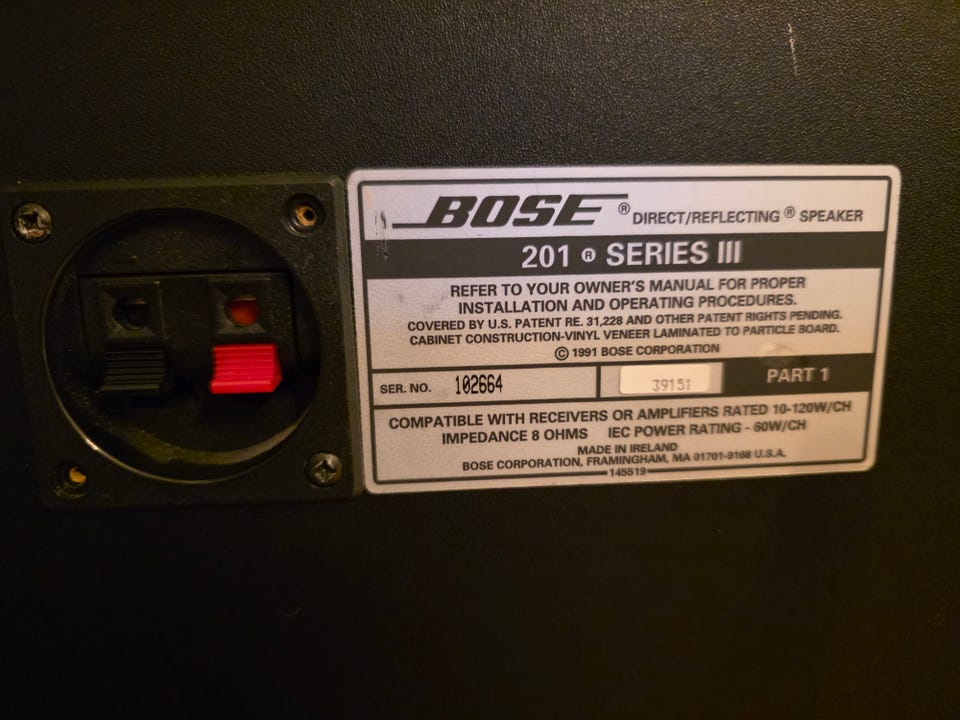 BOSE ® DIRECT/REFLECTING ® SPEAKER
201 ® SERIES III
REFER TO YOUR OWNER'S MANUAL FOR PROPER
INSTALLATION AND OPERATING PROCEDURES.
COVERED BY U.S. PATENT RE. 31,228 AND OTHER PATENT RIGHTS PENDING.
CABINET CONSTRUCTION-VINYL VENEER LAMINATED TO PARTICLE BOARD.
© 1991 BOSE CORPORATION
SER. NO. 102664 39151 PART 1
COMPATIBLE WITH RECEIVERS OR AMPLIFIERS RATED 10-120W/CH
IMPEDANCE 8 OHMS IEC POWER RATING - 60W/CH
MADE IN IRELAND
BOSE CORPORATION, FRAMINGHAM, MA 01701-9168 U.S.A.
145519